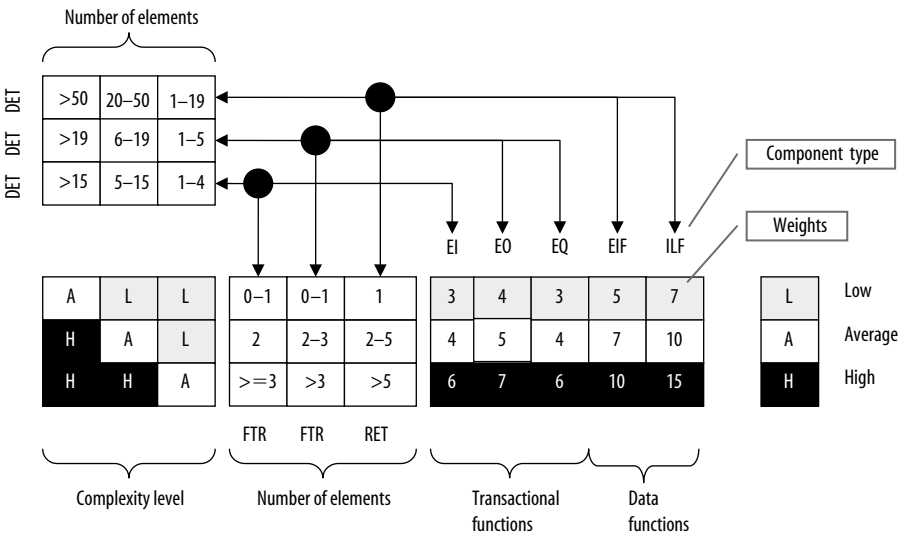 Number of elements
DET >50 20–50 1–19
DET >19 6–19 1–5
DET >15 5–15 1–4
Component type
Weights
EI EO EQ EIF ILF
A L L 0–1 0–1 1 3 4 3 5 7 L Low
H A L 2 2–3 2–5 4 5 4 7 10 A Average
H H A >=3 >3 >5 6 7 6 10 15 H High
FTR FTR RET
Complexity level Number of elements Transactional Data
functions functions